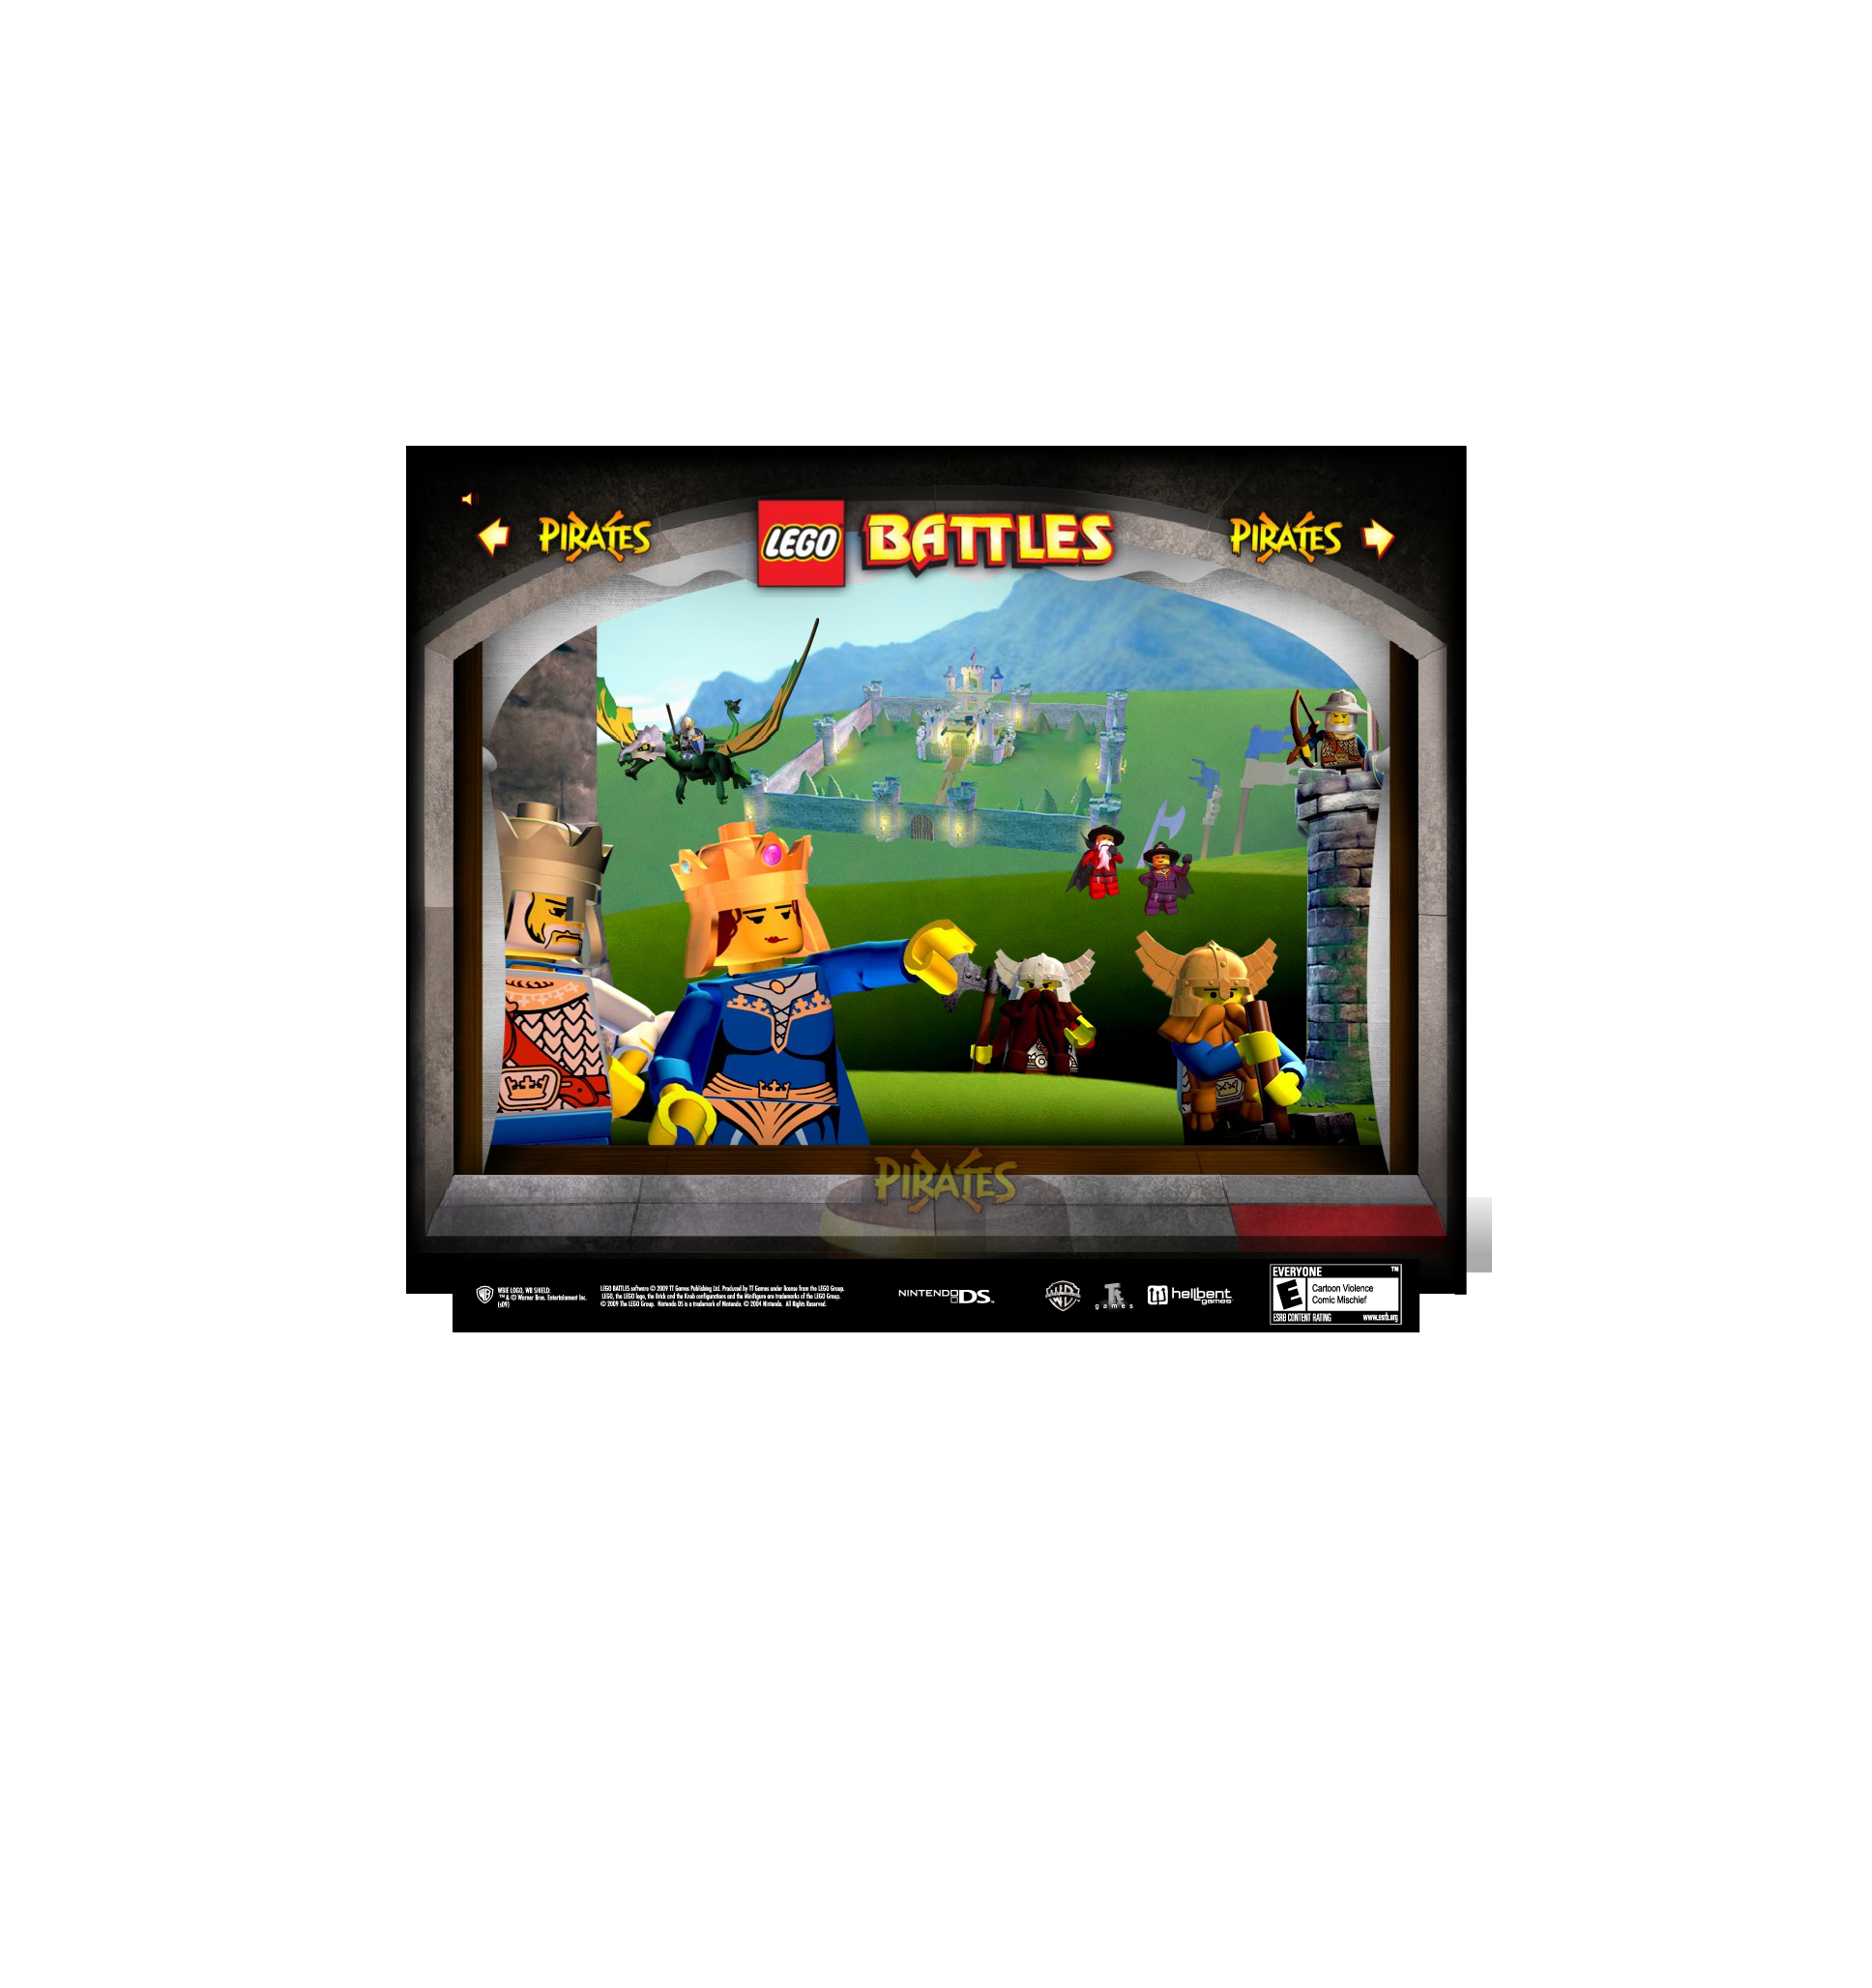 PIRATES
LEGO BATTLES
PIRATES
PIRATES
WBIE LOGO, WB SHIELD:
™ & © Warner Bros. Entertainment Inc.
(s09)
LEGO BATTLES software © 2009 TT Games Publishing Ltd. Produced by TT Games under license from the LEGO Group.
LEGO, the LEGO logo, the Brick and the Knob configurations and the Minifigure are trademarks of the LEGO Group.
© 2009 The LEGO Group. Nintendo DS is a trademark of Nintendo. © 2004 Nintendo. All Rights Reserved.
NINTENDO DS™
TT
games
hellbent
games
EVERYONE ™
E
Cartoon Violence
Comic Mischief
ESRB CONTENT RATING www.esrb.org